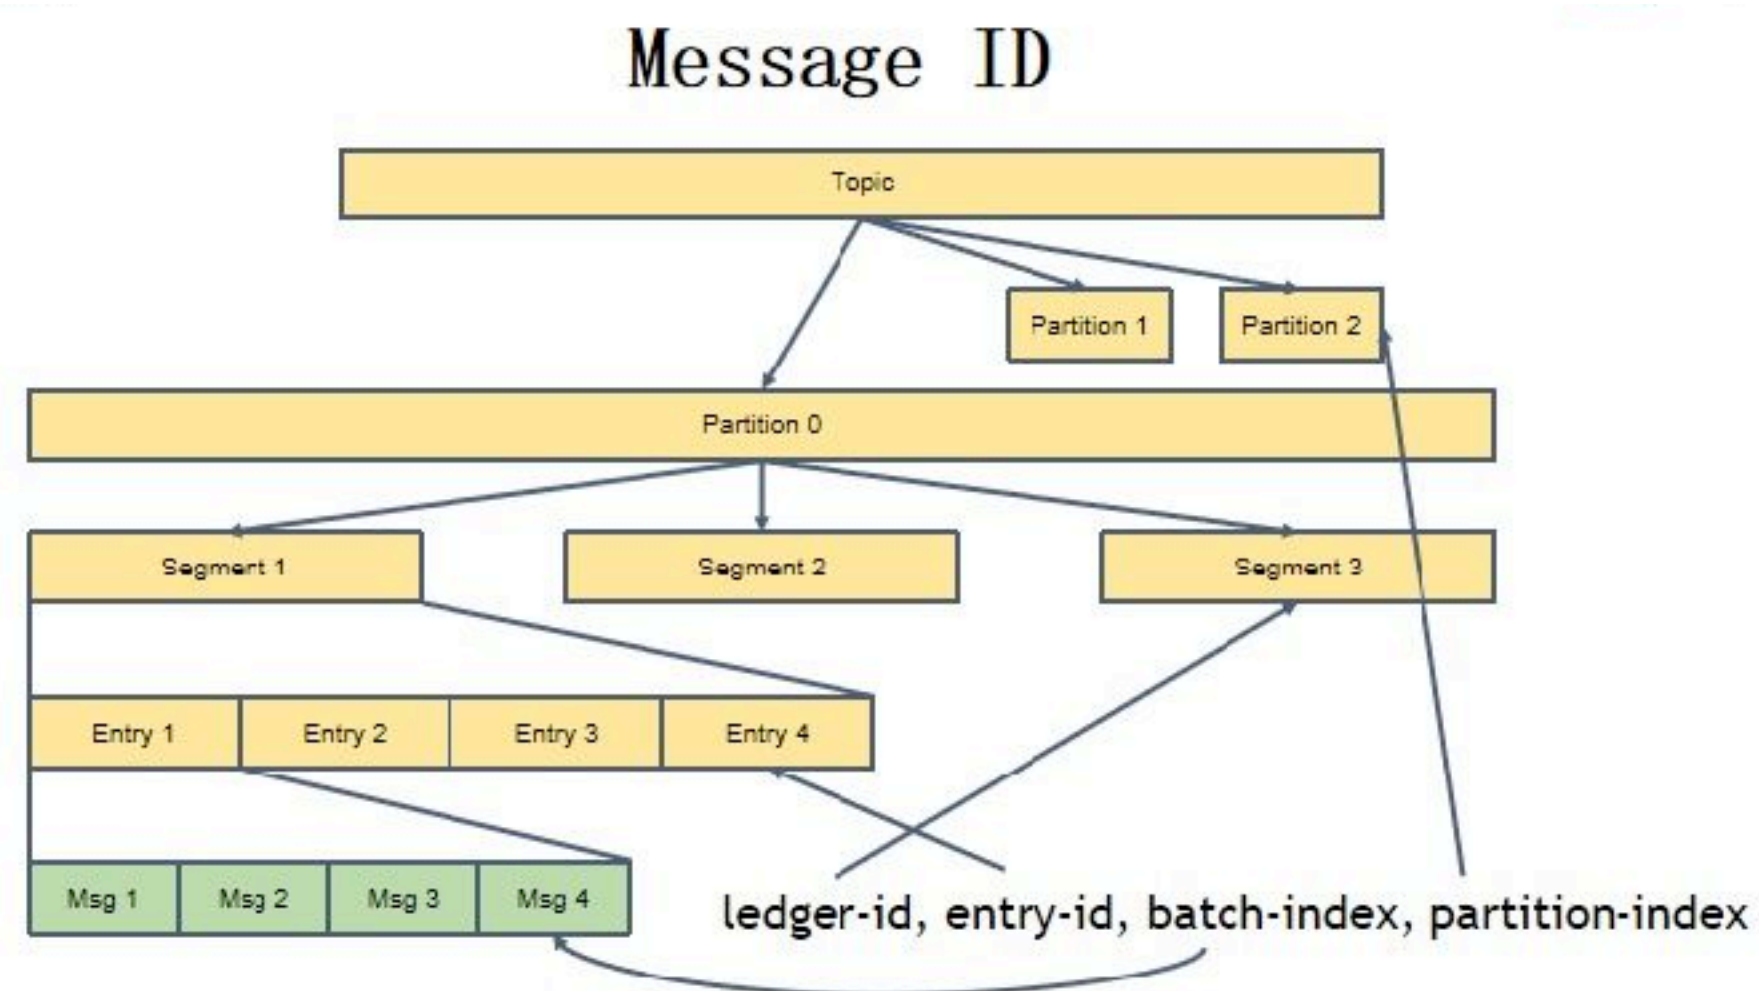 Message ID
Topic
Partition 1
Partition 2
Partition 0
Segment 1
Segment 2
Segment 3
Entry 1
Entry 2
Entry 3
Entry 4
Msg 1
Msg 2
Msg 3
Msg 4
ledger-id, entry-id, batch-index, partition-index